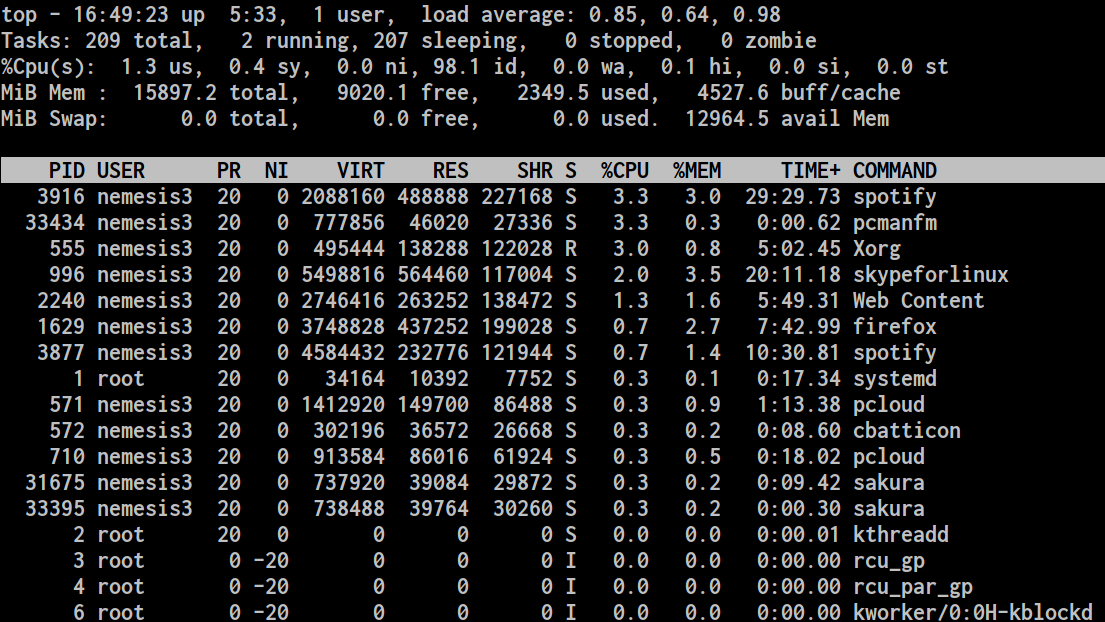 top - 16:49:23 up  5:33,  1 user,  load average: 0.85, 0.64, 0.98
Tasks: 209 total,   2 running, 207 sleeping,   0 stopped,   0 zombie
%Cpu(s):  1.3 us,  0.4 sy,  0.0 ni, 98.1 id,  0.0 wa,  0.1 hi,  0.0 si,  0.0 st
MiB Mem :  15897.2 total,   9020.1 free,   2349.5 used,   4527.6 buff/cache
MiB Swap:      0.0 total,      0.0 free,      0.0 used.  12964.5 avail Mem
    PID USER      PR  NI    VIRT    RES    SHR S  %CPU  %MEM     TIME+ COMMAND
   3916 nemesis3  20   0 2088160 488888 227168 S   3.3   3.0  29:29.73 spotify
  33434 nemesis3  20   0  777856  46020  27336 S   3.3   0.3   0:00.62 pcmanfm
    555 nemesis3  20   0  495444 138288 122028 R   3.0   0.8   5:02.45 Xorg
    996 nemesis3  20   0 5498816 564460 117004 S   2.0   3.5  20:11.18 skypeforlinux
   2240 nemesis3  20   0 2746416 263252 138472 S   1.3   1.6   5:49.31 Web Content
   1629 nemesis3  20   0 3748828 437252 199028 S   0.7   2.7   7:42.99 firefox
   3877 nemesis3  20   0 4584432 232776 121944 S   0.7   1.4  10:30.81 spotify
      1 root      20   0   34164  10392   7752 S   0.3   0.1   0:17.34 systemd
    571 nemesis3  20   0 1412920 149700  86488 S   0.3   0.9   1:13.38 pcloud
    572 nemesis3  20   0  302196  36572  26668 S   0.3   0.2   0:08.60 cbatticon
    710 nemesis3  20   0  913584  86016  61924 S   0.3   0.5   0:18.02 pcloud
  31675 nemesis3  20   0  737920  39084  29872 S   0.3   0.2   0:09.42 sakura
  33395 nemesis3  20   0  738488  39764  30260 S   0.3   0.2   0:00.30 sakura
      2 root      20   0       0      0      0 S   0.0   0.0   0:00.01 kthreadd
      3 root       0 -20       0      0      0 I   0.0   0.0   0:00.00 rcu_gp
      4 root       0 -20       0      0      0 I   0.0   0.0   0:00.00 rcu_par_gp
      6 root       0 -20       0      0      0 I   0.0   0.0   0:00.00 kworker/0:0H-kblockd